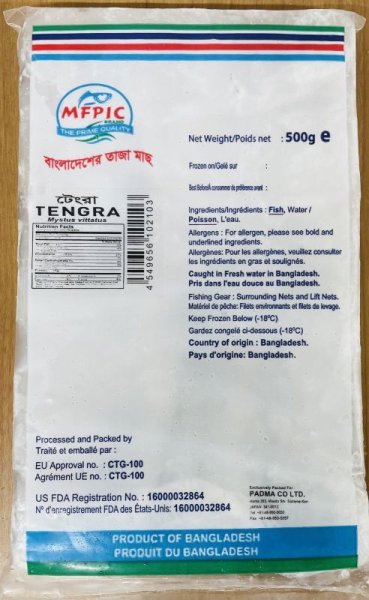 MFPIC
BRAND
THE PRIME QUALITY
বাংলাদেশের তাজা মাছ
Net Weight/Poids net : 500g e
Frozen on/Gelé sur :
Best Before/A consommer de préférence avant :
টেংরা
TENGRA
Mystus vittatus
Nutrition Facts
4 549656 102103
Ingredients/Ingrédients : Fish, Water /
Poisson, L'eau.
Allergens : For allergen, please see bold and
underlined ingredients.
Allergènes: Pour les allergènes, veuillez consulter
les ingrédients en gras et soulignés.
Caught in Fresh water in Bangladesh.
Pris dans l'eau douce au Bangladesh.
Fishing Gear : Surrounding Nets and Lift Nets.
Matériel de pêche: Filets environnants et filets de levage.
Keep Frozen Below (-18ºC)
Gardez congelé ci-dessous (-18ºC)
Country of origin : Bangladesh.
Pays d'origine: Bangladesh.
Processed and Packed by
Traité et emballé par :
EU Approval no. : CTG-100
Agrément UE no. : CTG-100
US FDA Registration No. : 16000032864
Nº d'enregistrement FDA des États-Unis: 16000032864
Exclusively Packed For
PADMA CO LTD.
PRODUCT OF BANGLADESH
PRODUIT DU BANGLADESH